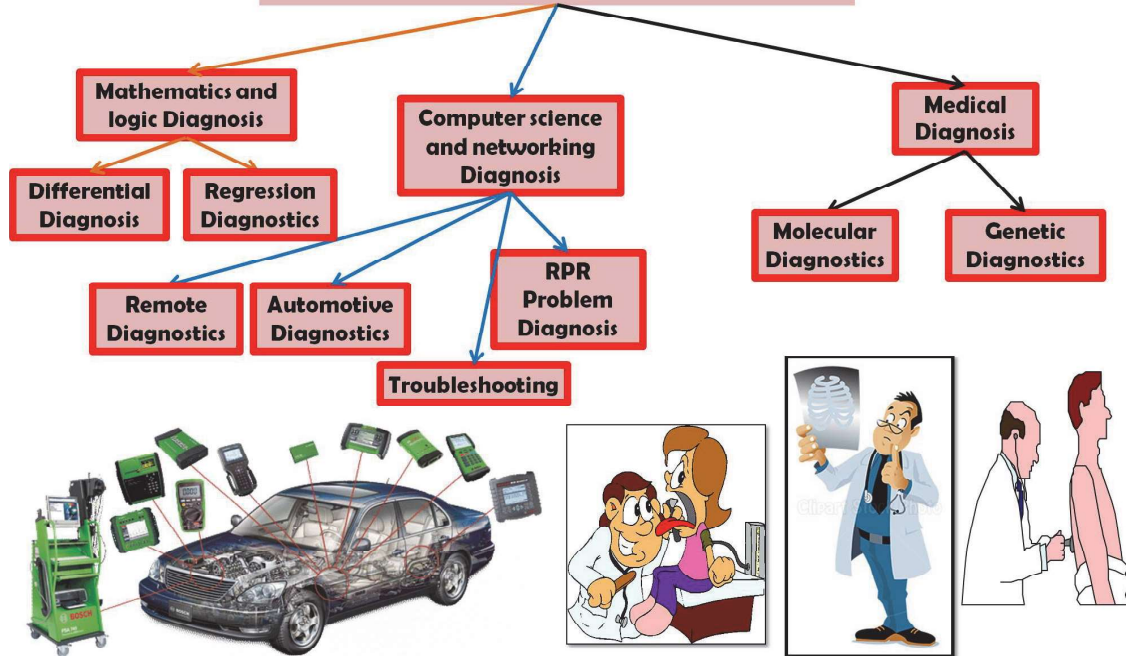 Mathematics and
logic Diagnosis
Computer science
and networking
Diagnosis
Medical
Diagnosis
Differential
Diagnosis
Regression
Diagnostics
Molecular
Diagnostics
Genetic
Diagnostics
Remote
Diagnostics
Automotive
Diagnostics
RPR
Problem
Diagnosis
Troubleshooting
BOSCH